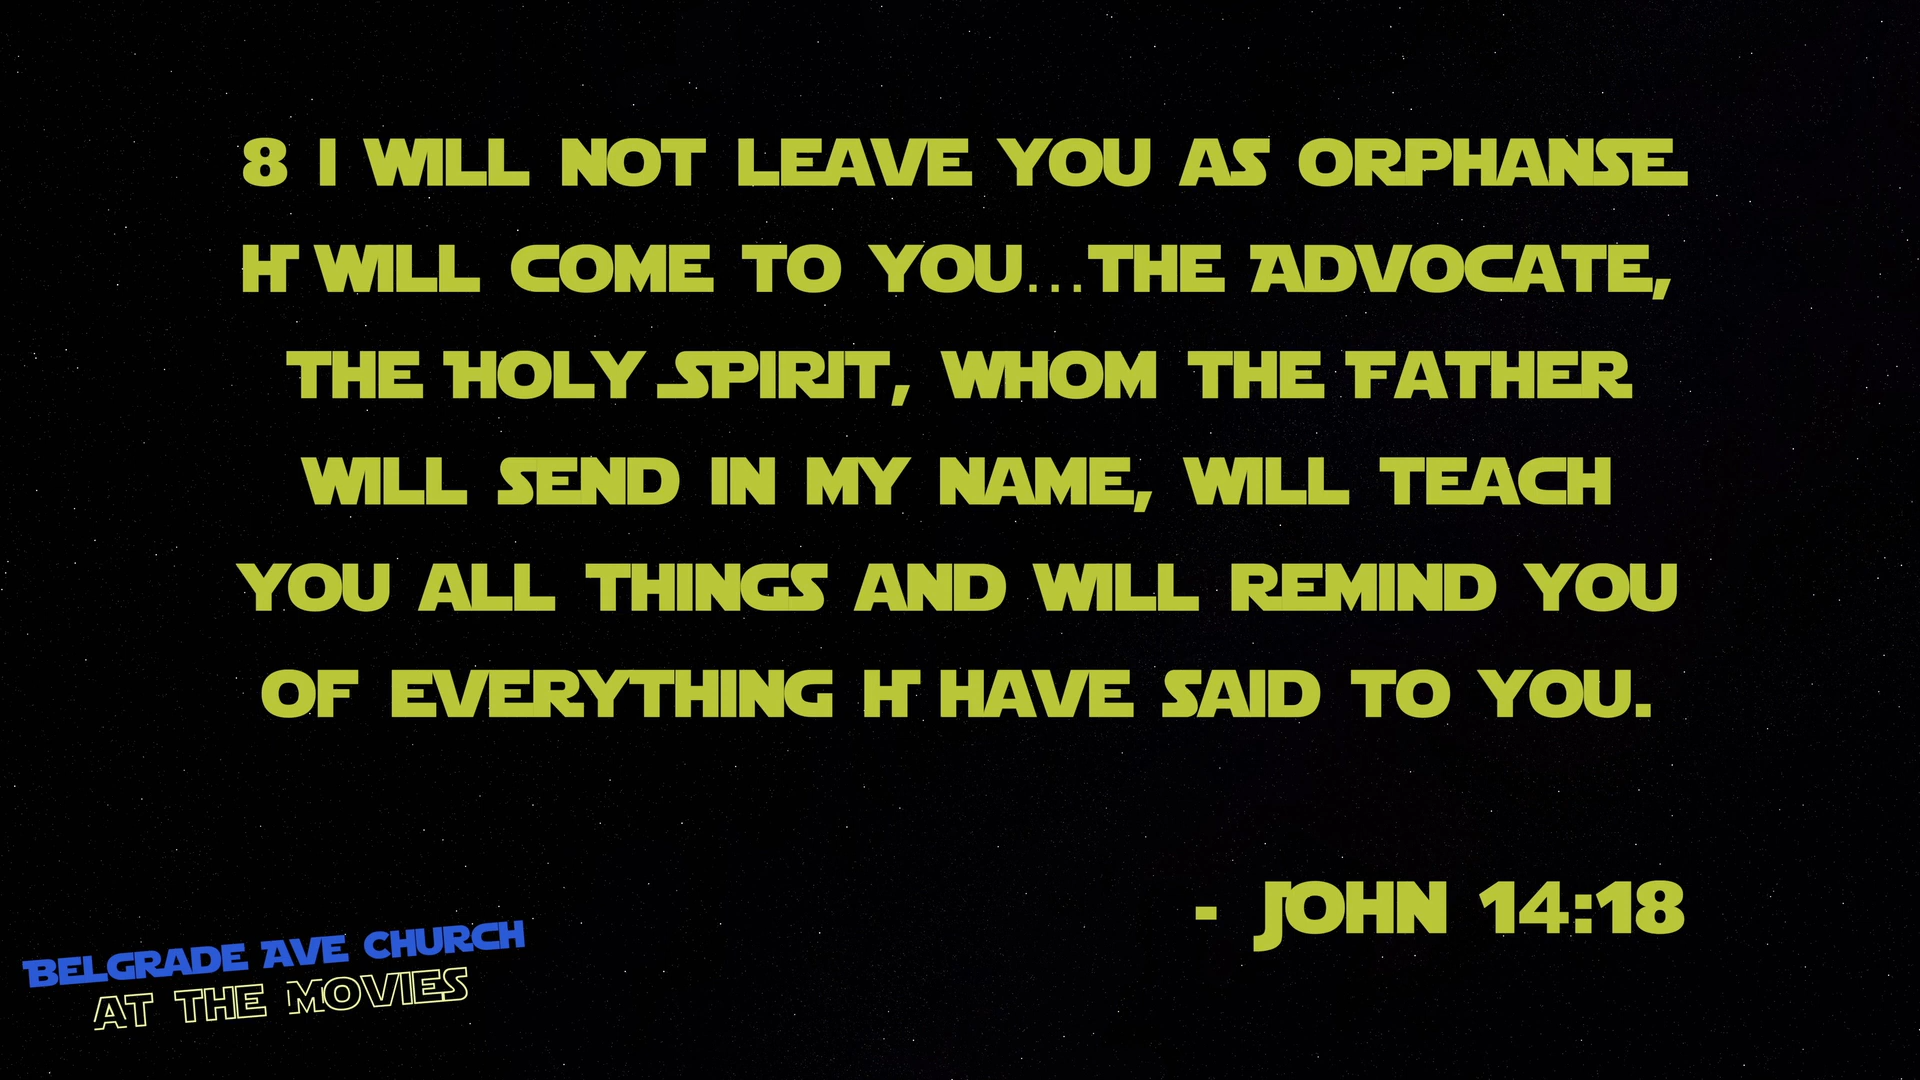 8 I WILL NOT LEAVE YOU AS ORPHANSE
HT WILL COME TO YOU…THE ADVOCATE,
THE HOLY SPIRIT, WHOM THE FATHER
WILL SEND IN MY NAME, WILL TEACH
YOU ALL THINGS AND WILL REMIND YOU
OF EVERYTHING HT HAVE SAID TO YOU.
- JOHN 14:18
BELGRADE AVE CHURCH
AT THE MOVIES